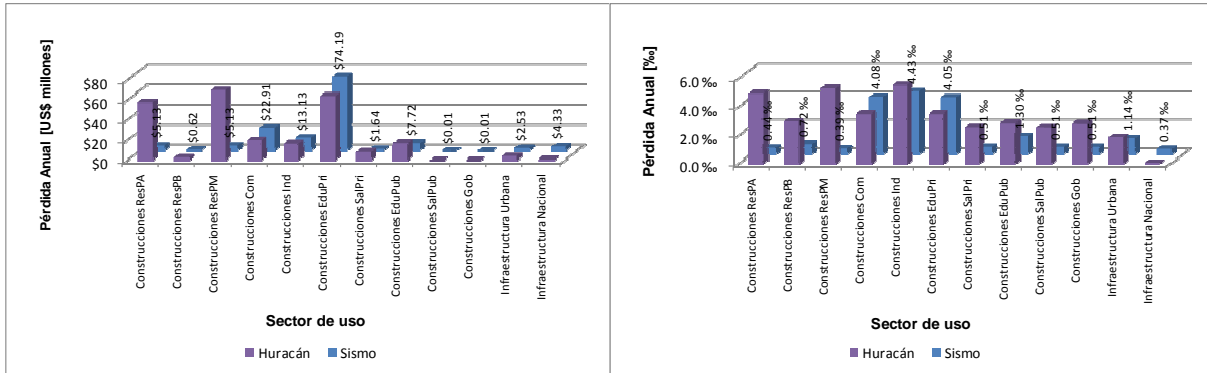 Pérdida Anual [US$ millones]
$80
$60
$40
$20
$0
$5.13
$0.62
$5.13
$22.91
$13.13
$74.19
$1.64
$7.72
$0.01
$0.01
$2.53
$4.33
Construcciones ResPA
Construcciones ResPB
Construcciones ResPM
Construcciones Com
Construcciones Ind
Construcciones EduPri
Construcciones SalPri
Construcciones EduPub
Construcciones SalPub
Construcciones Gob
Infraestructura Urbana
Infraestructura Nacional
Sector de uso
Huracán Sismo
Pérdida Anual [‰]
6.0 ‰
4.0 ‰
2.0 ‰
0.0 ‰
0.44 ‰
0.72 ‰
0.39 ‰
4.08 ‰
4.43 ‰
4.05 ‰
0.51 ‰
1.30 ‰
0.51 ‰
0.51 ‰
1.14 ‰
0.37 ‰
Construcciones ResPA
Construcciones ResPB
Construcciones ResPM
Construcciones Com
Construcciones Ind
Construcciones EduPri
Construcciones SalPri
Construcciones EduPub
Construcciones SalPub
Construcciones Gob
Infraestructura Urbana
Infraestructura Nacional
Sector de uso
Huracán Sismo